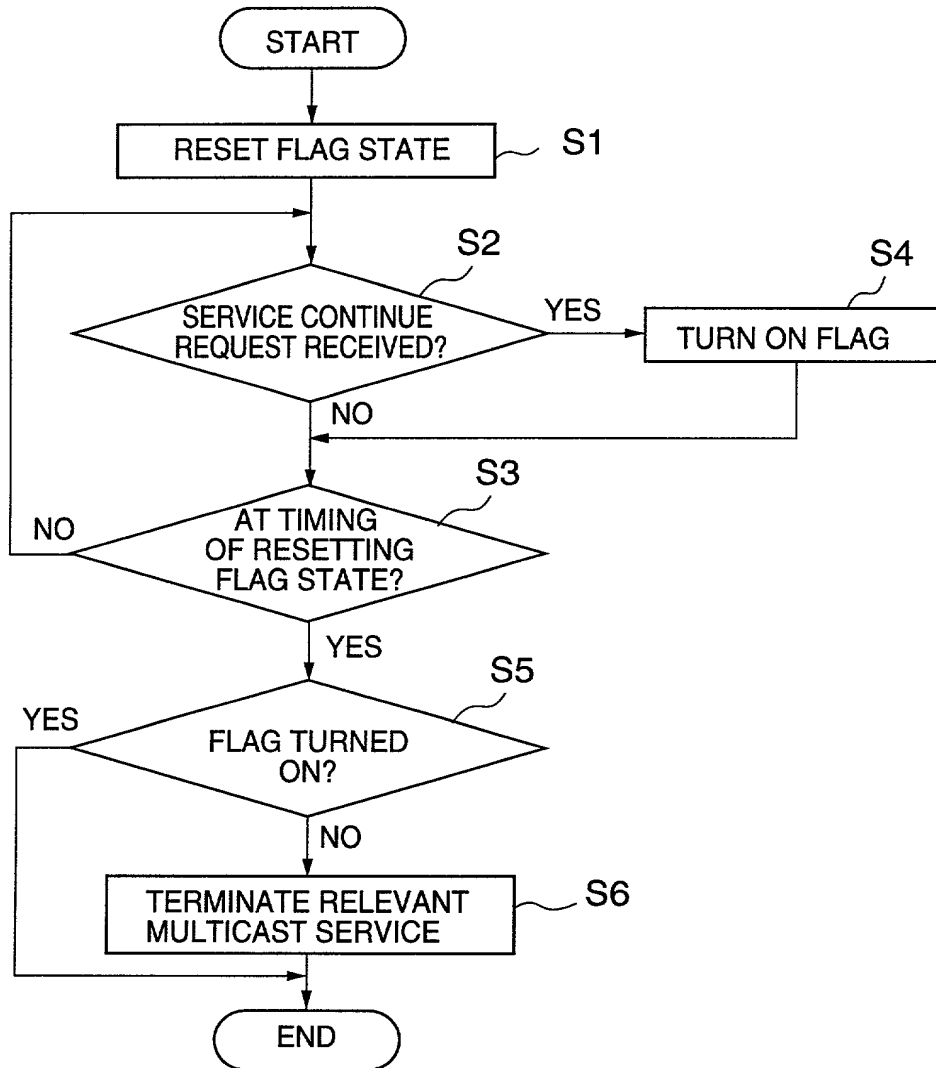 START
RESET FLAG STATE
S1
S2
SERVICE CONTINUE
REQUEST RECEIVED?
YES
S4
TURN ON FLAG
NO
S3
AT TIMING
OF RESETTING
FLAG STATE?
NO
YES
S5
FLAG TURNED
ON?
YES
NO
TERMINATE RELEVANT
MULTICAST SERVICE
S6
END